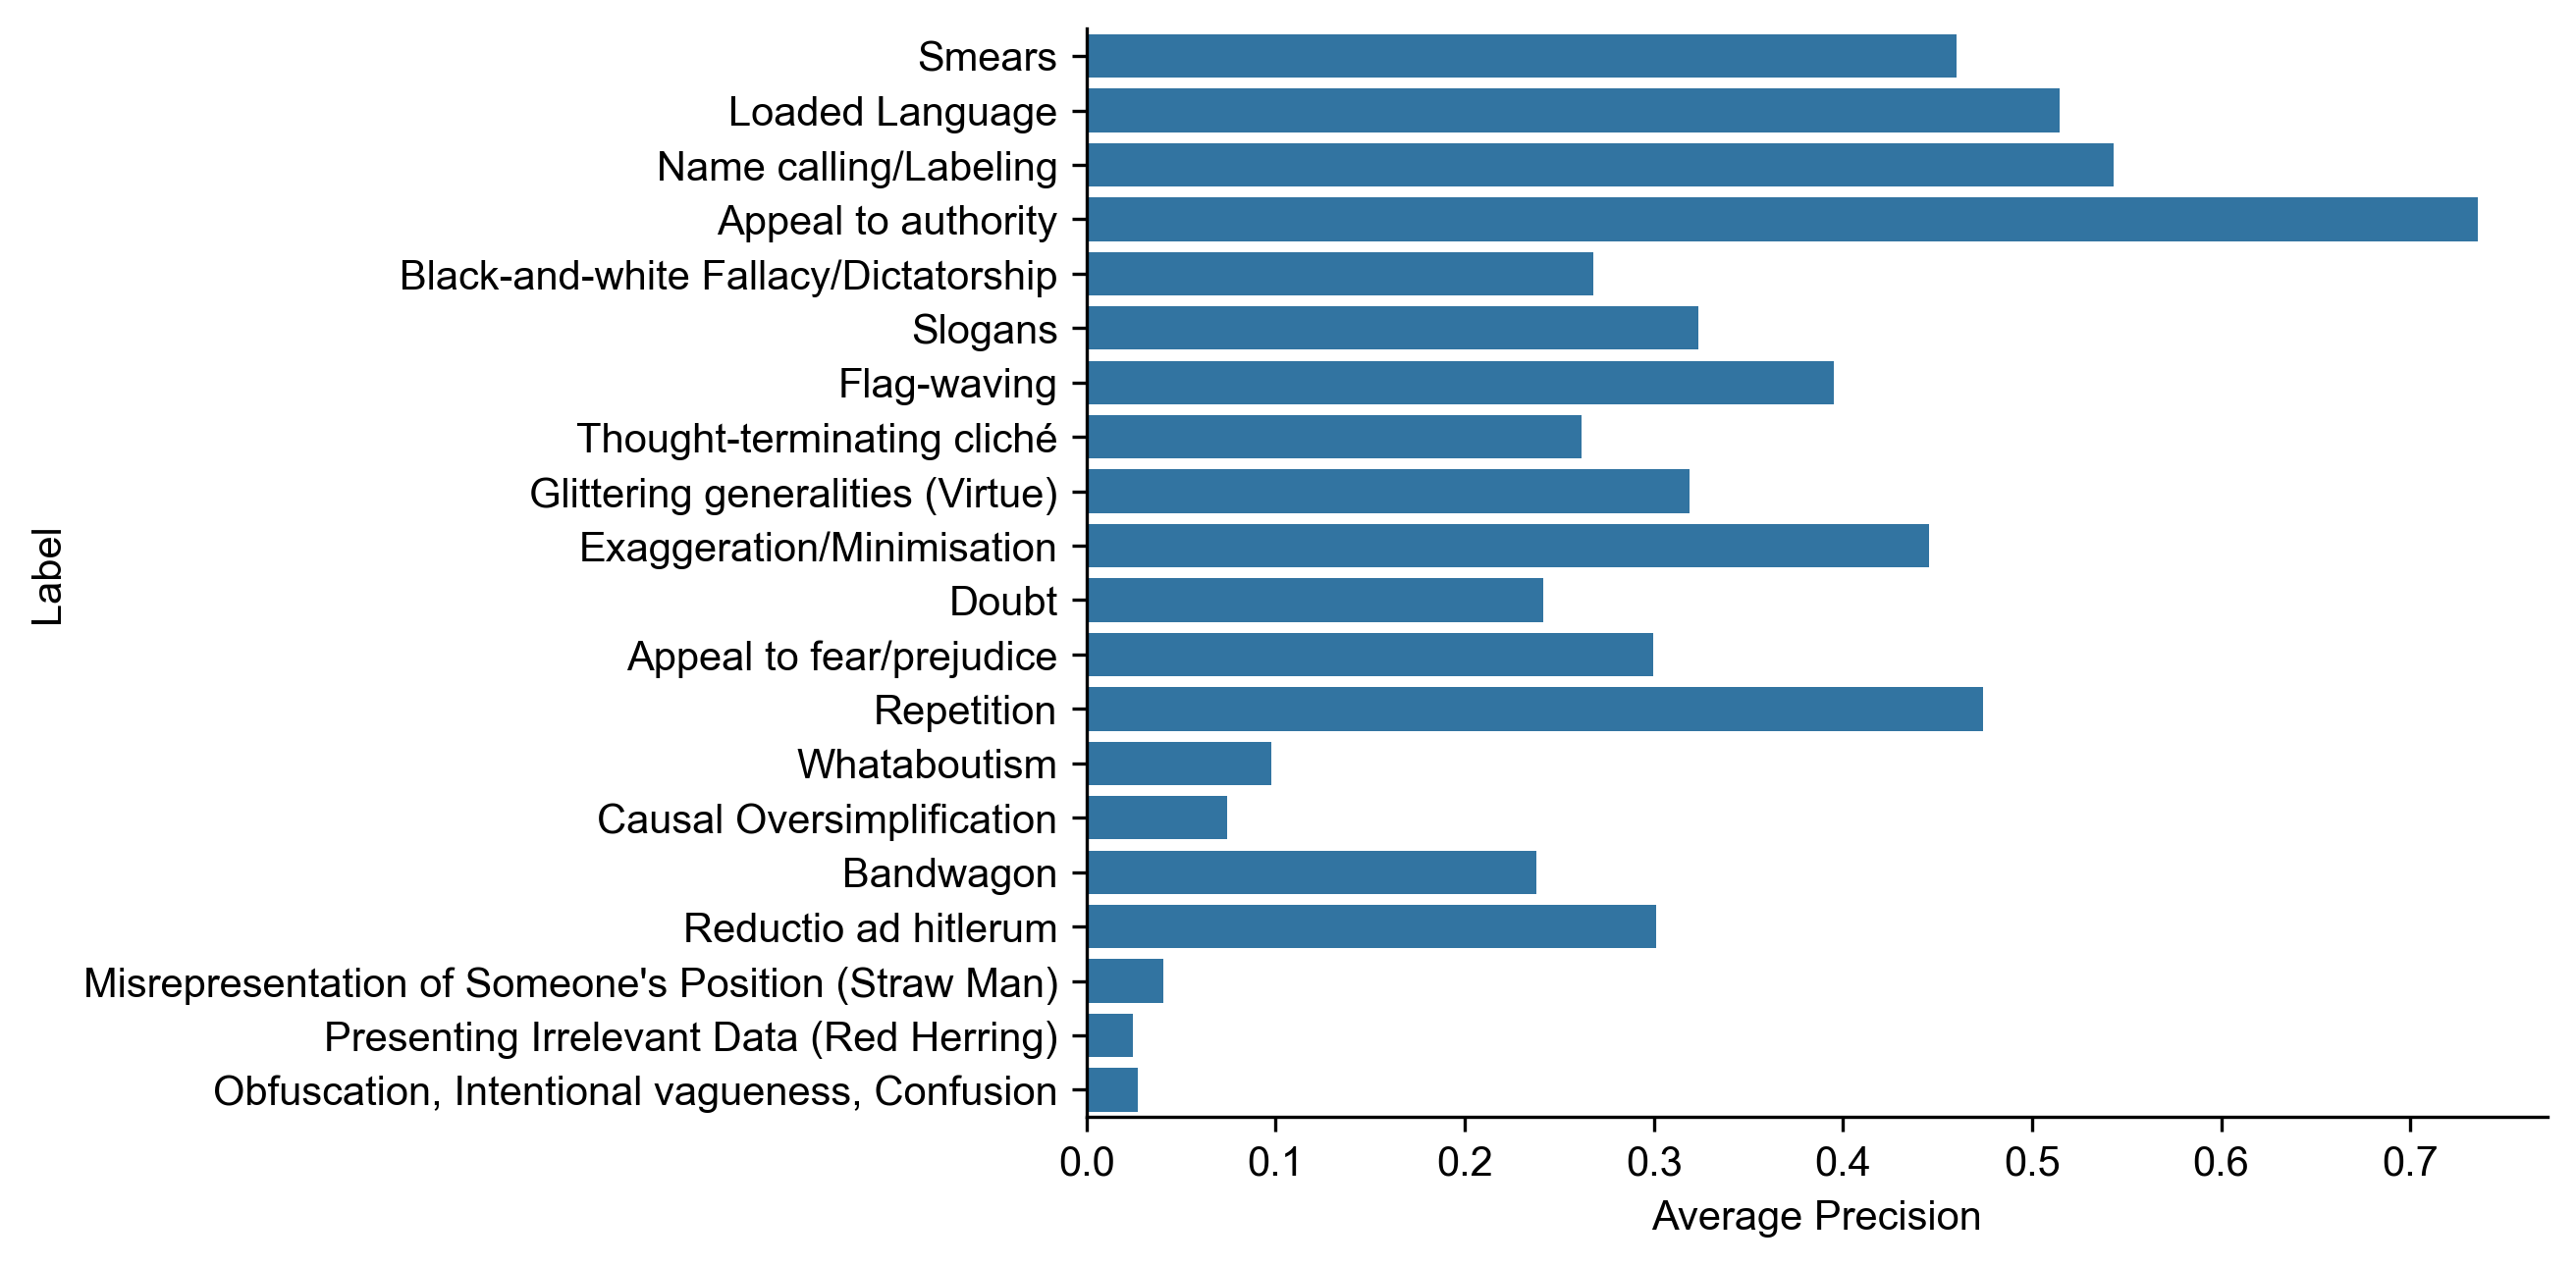 Smears
Loaded Language
Name calling/Labeling
Appeal to authority
Black-and-white Fallacy/Dictatorship
Slogans
Flag-waving
Thought-terminating cliché
Glittering generalities (Virtue)
Exaggeration/Minimisation
Doubt
Appeal to fear/prejudice
Repetition
Whataboutism
Causal Oversimplification
Bandwagon
Reductio ad hitlerum
Misrepresentation of Someone's Position (Straw Man)
Presenting Irrelevant Data (Red Herring)
Obfuscation, Intentional vagueness, Confusion
Label
0.0 0.1 0.2 0.3 0.4 0.5 0.6 0.7
Average Precision